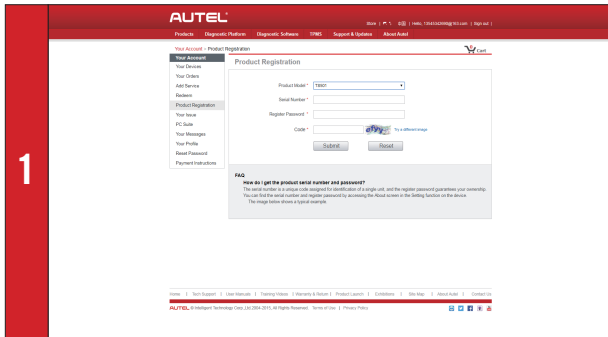 1
AUTEL
Store | 中国 | Hello, | Sign out |
Products Diagnostic Platform Diagnostic Software TPMS Support & Updates About Autel
Your Account > Product Registration
Cart
Your Account
Your Devices
Your Orders
Add Service
Redeem
Product Registration
Your Issue
PC Suite
Your Messages
Your Profile
Reset Password
Payment Instructions
Product Registration
Product Model * TS601
Serial Number *
Register Password *
Code * Try a different image
Submit Reset
FAQ
How do I get the product serial number and password?
The serial number is a unique code assigned for identification of a single unit, and the register password guarantees your ownership.
You can find the serial number and register password by accessing the About screen in the Setting function on the device.
The image below shows a typical example.
Home | Tech Support | User Manuals | Training Videos | Warranty & Return | Product Launch | Exhibitions | Site Map | About Autel | Contact Us
AUTEL © Intelligent Technology Corp.,Ltd.2004-2015, All Rights Reserved. Terms of Use | Privacy Policy